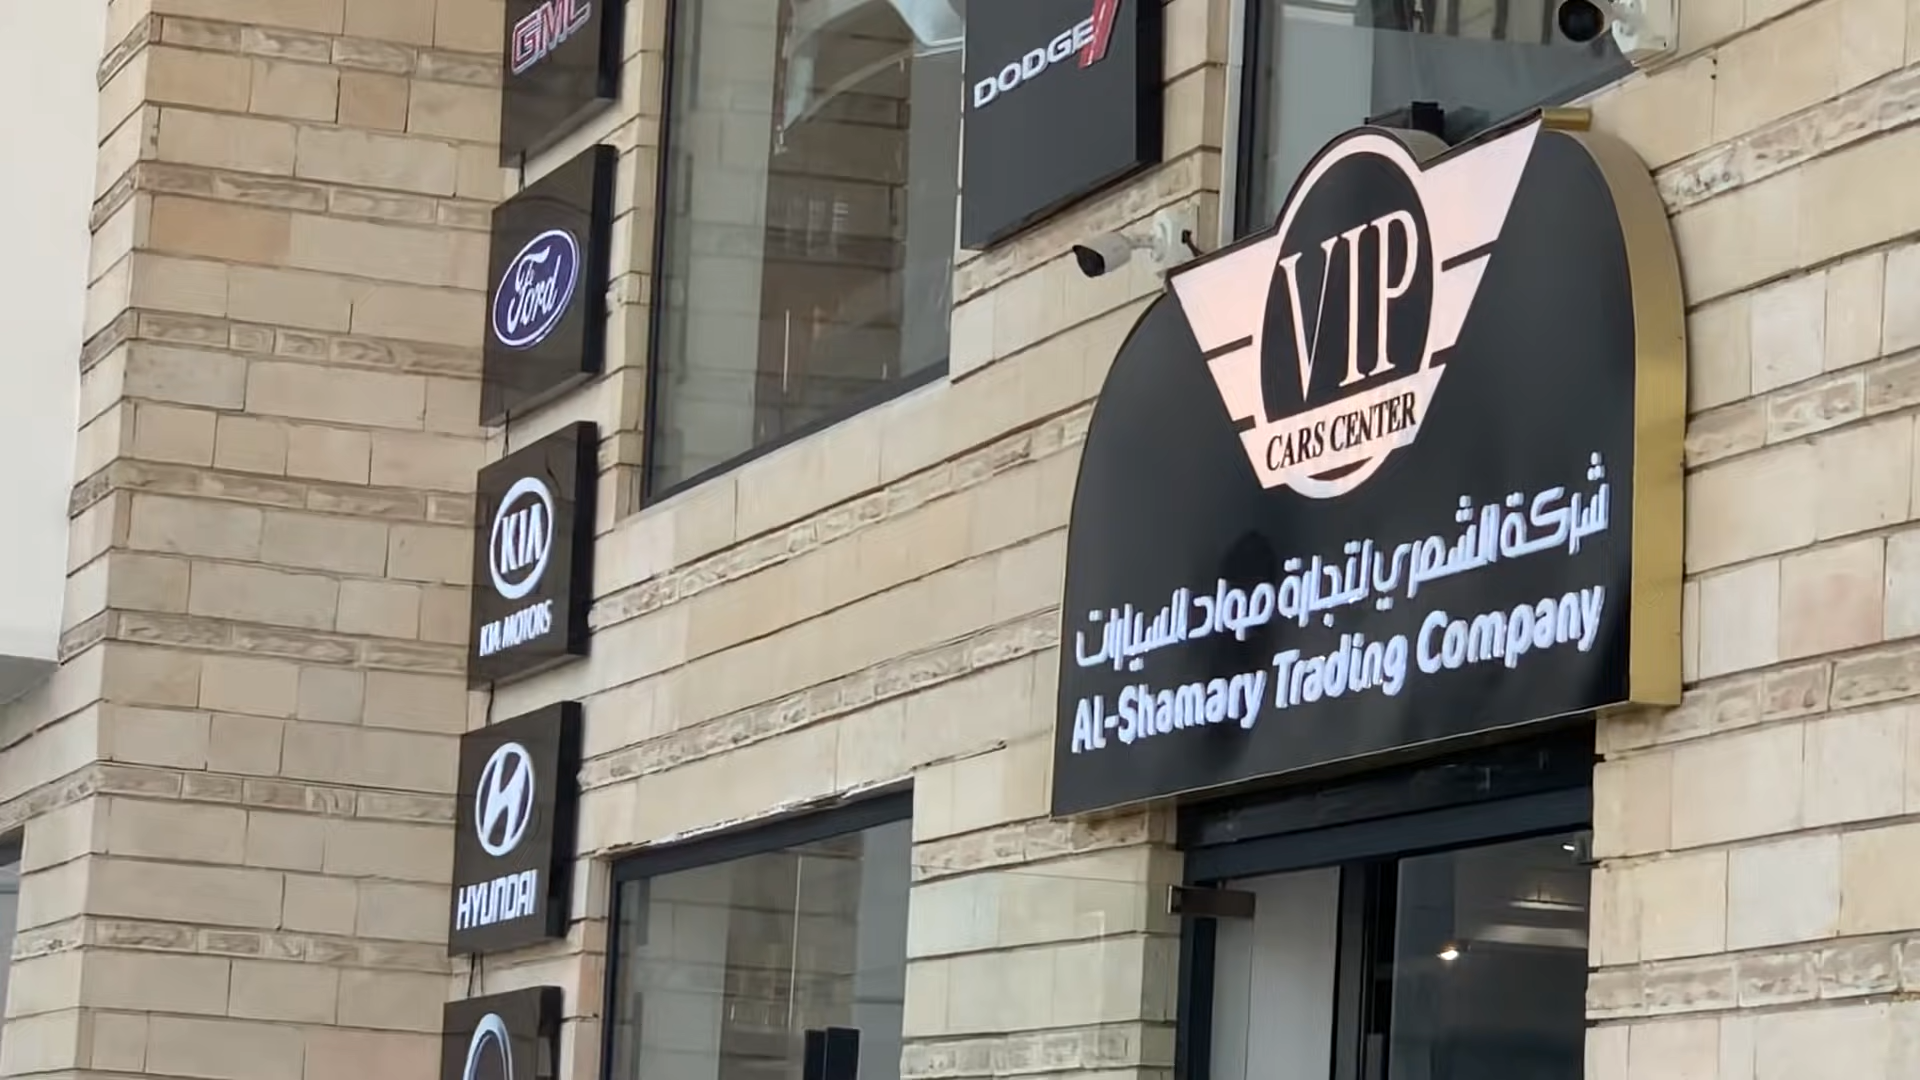 GMC
Ford
KIA
KIA MOTORS
HYUNDAI
DODGE
VIP
CARS CENTER
شركة الشمري لتجارة مواد السيارات
Al-Shamary Trading Company